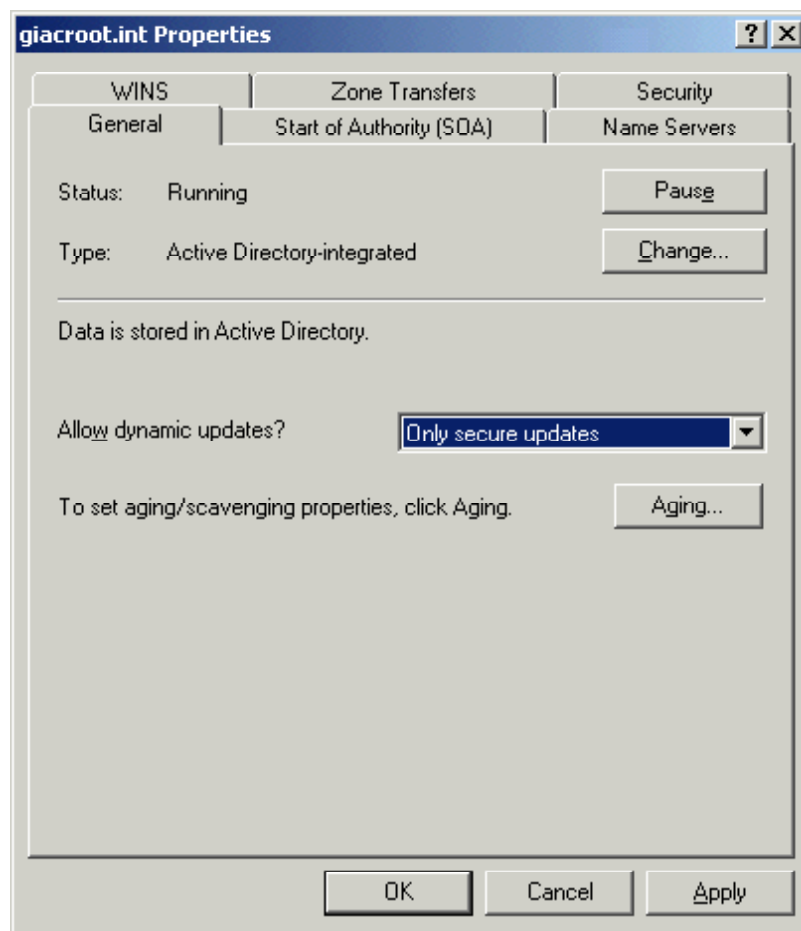 giacroot.int Properties
? X
WINS Zone Transfers Security
General Start of Authority (SOA) Name Servers
Status: Running Pause
Type: Active Directory-integrated Change...
Data is stored in Active Directory.
Allow dynamic updates? Only secure updates
To set aging/scavenging properties, click Aging. Aging...
OK Cancel Apply